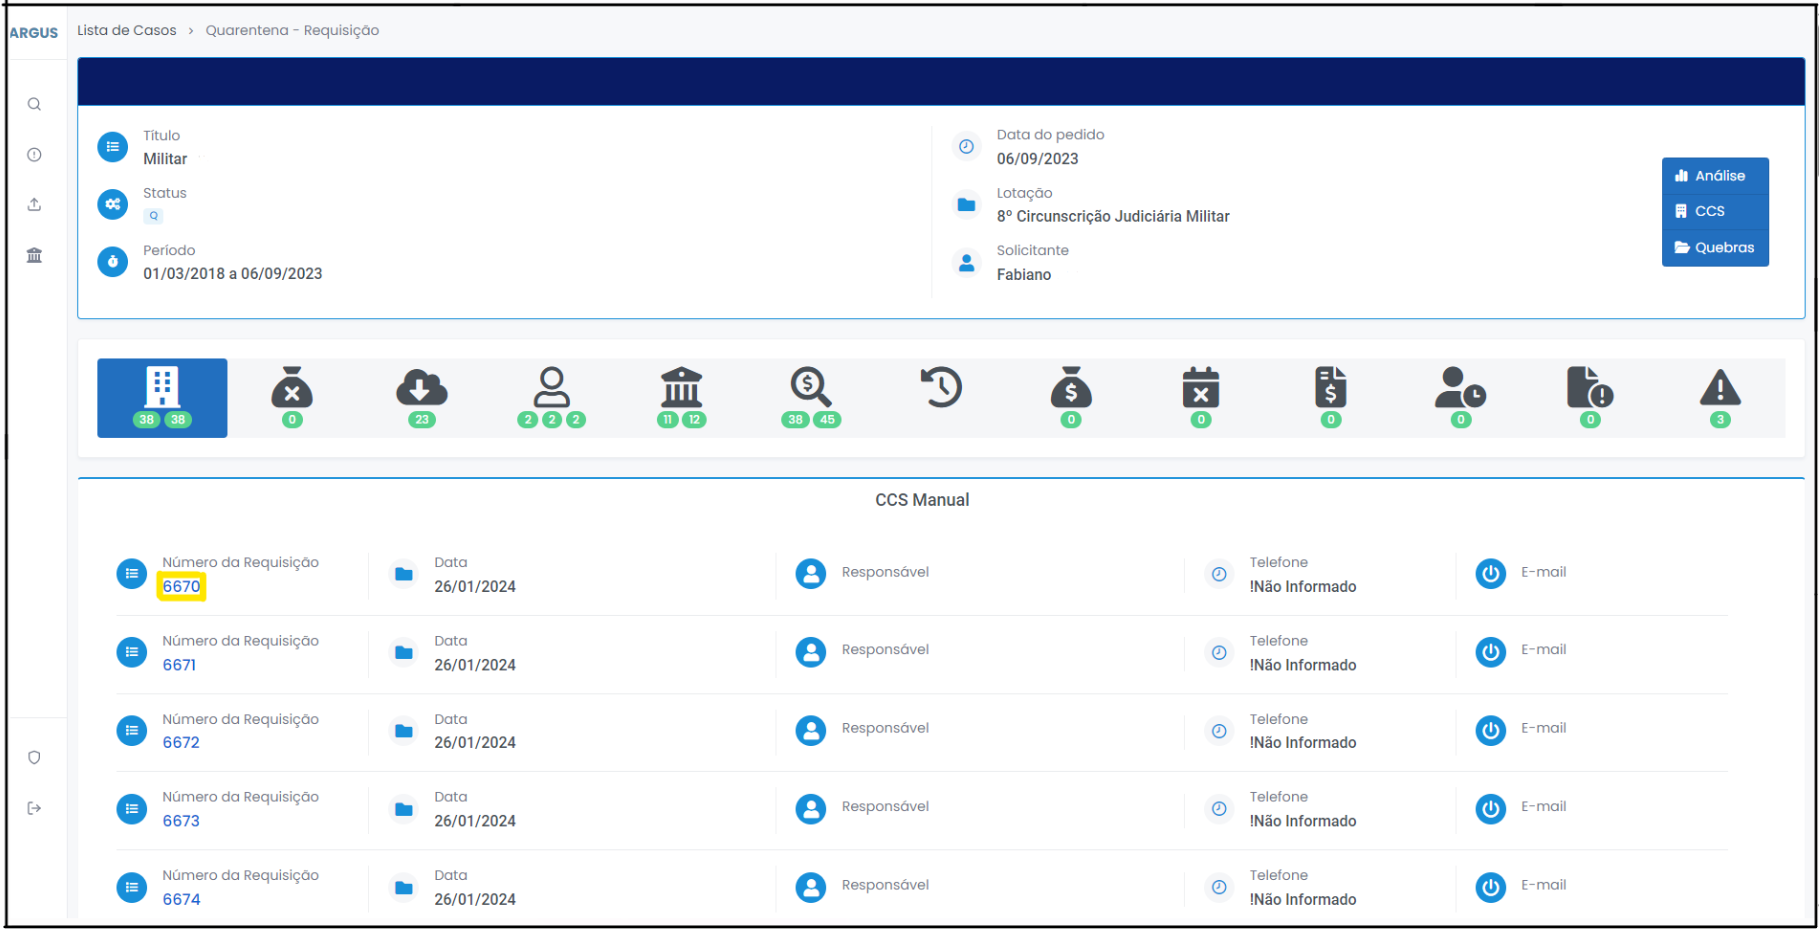 ARGUS
Lista de Casos > Quarentena - Requisição
Título
Militar
Status
Q
Período
01/03/2018 a 06/09/2023
Data do pedido
06/09/2023
Lotação
8º Circunscrição Judiciária Militar
Solicitante
Fabiano
Análise
CCS
Quebras
38 38 0 23 2 2 2 11 12 38 45 0 0 0 0 0 3
CCS Manual
Número da Requisição Data Responsável Telefone E-mail
6670 26/01/2024 !Não Informado
Número da Requisição Data Responsável Telefone E-mail
6671 26/01/2024 !Não Informado
Número da Requisição Data Responsável Telefone E-mail
6672 26/01/2024 !Não Informado
Número da Requisição Data Responsável Telefone E-mail
6673 26/01/2024 !Não Informado
Número da Requisição Data Responsável Telefone E-mail
6674 26/01/2024 !Não Informado